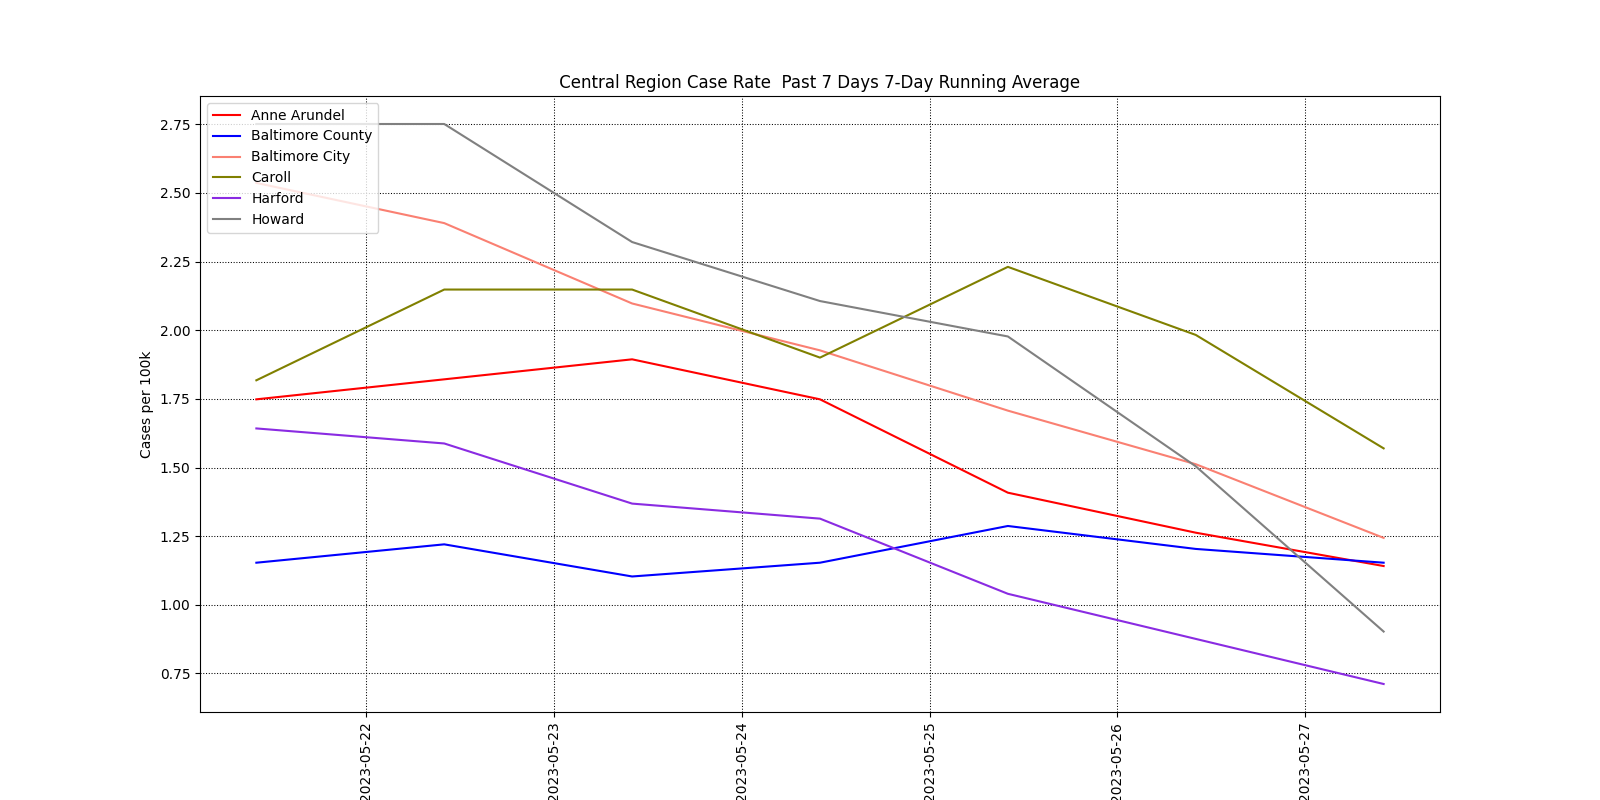 Central Region Case Rate  Past 7 Days 7-Day Running Average
Anne Arundel
Baltimore County
Baltimore City
Caroll
Harford
Howard
Cases per 100k
2.75
2.50
2.25
2.00
1.75
1.50
1.25
1.00
0.75
2023-05-22
2023-05-23
2023-05-24
2023-05-25
2023-05-26
2023-05-27